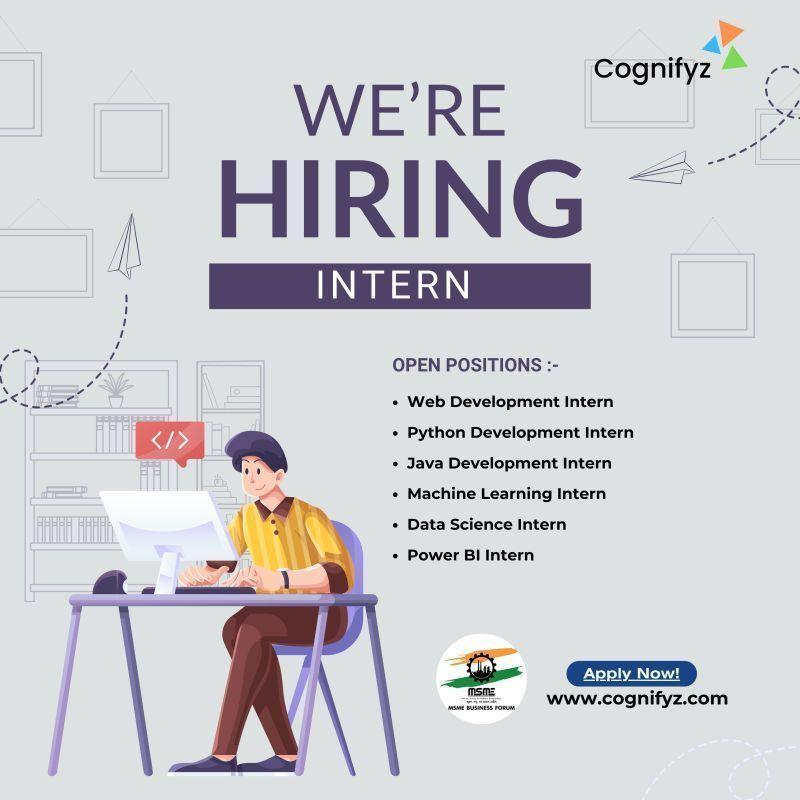 Cognifyz
WE'RE
HIRING
INTERN
OPEN POSITIONS :-
• Web Development Intern
• Python Development Intern
• Java Development Intern
• Machine Learning Intern
• Data Science Intern
• Power BI Intern
</>
MSME
MSME BUSINESS FORUM
Apply Now!
www.cognifyz.com